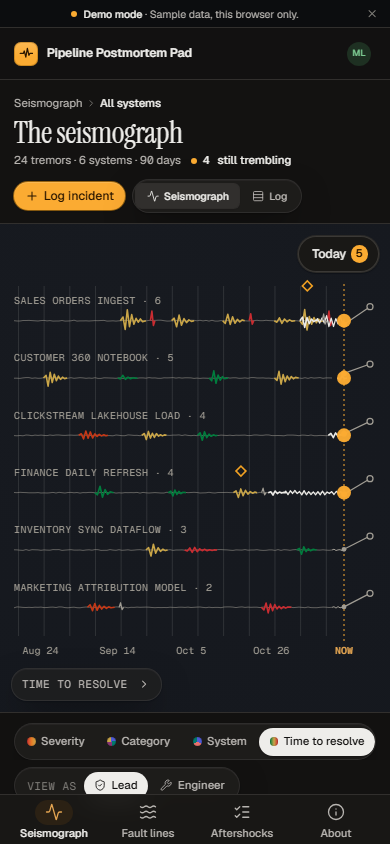 Demo mode · Sample data, this browser only.
Pipeline Postmortem Pad
ML
Seismograph > All systems
The seismograph
24 tremors · 6 systems · 90 days 4 still trembling
+ Log incident
Seismograph
Log
Today 5
SALES ORDERS INGEST · 6
CUSTOMER 360 NOTEBOOK · 5
CLICKSTREAM LAKEHOUSE LOAD · 4
FINANCE DAILY REFRESH · 4
INVENTORY SYNC DATAFLOW · 3
MARKETING ATTRIBUTION MODEL · 2
Aug 24 Sep 14 Oct 5 Oct 26 NOW
TIME TO RESOLVE >
Severity Category System Time to resolve
VIEW AS Lead Engineer
Seismograph Fault lines Aftershocks About